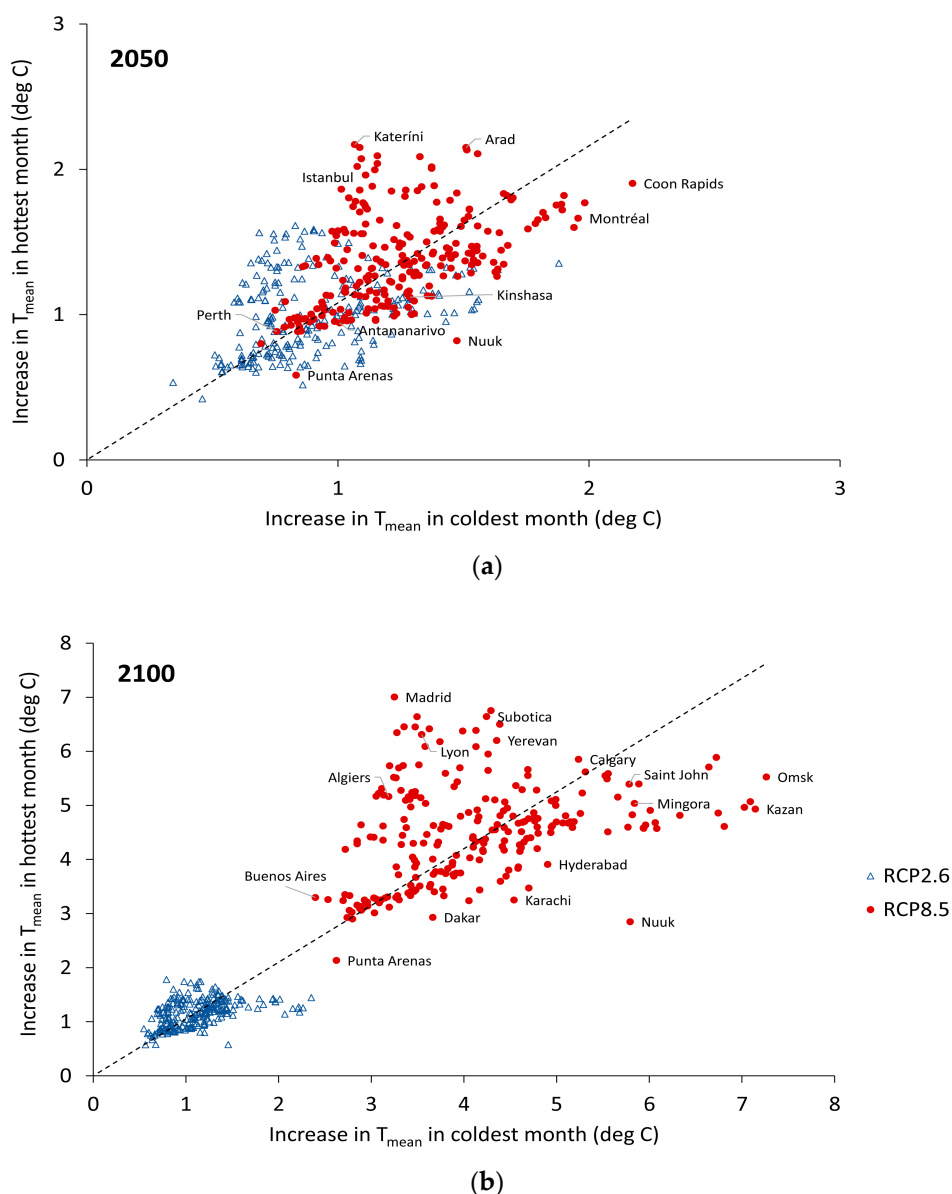 3
2050
Kateríni
Arad
2
Istanbul
Coon Rapids
Montréal
Increase in Tmean in hottest month (deg C)
Perth
Kinshasa
1
Antananarivo
Nuuk
Punta Arenas
0
0 1 2 3
Increase in Tmean in coldest month (deg C)
(a)
8
2100
7
Madrid
Subotica
6
Lyon
Yerevan
Calgary
Algiers
Saint John
Omsk
5
Mingora
Kazan
Increase in Tmean in hottest month (deg C)
4
Hyderabad
Buenos Aires
Karachi
3
Dakar
Nuuk
RCP2.6
RCP8.5
2
Punta Arenas
1
0
0 1 2 3 4 5 6 7 8
Increase in Tmean in coldest month (deg C)
(b)